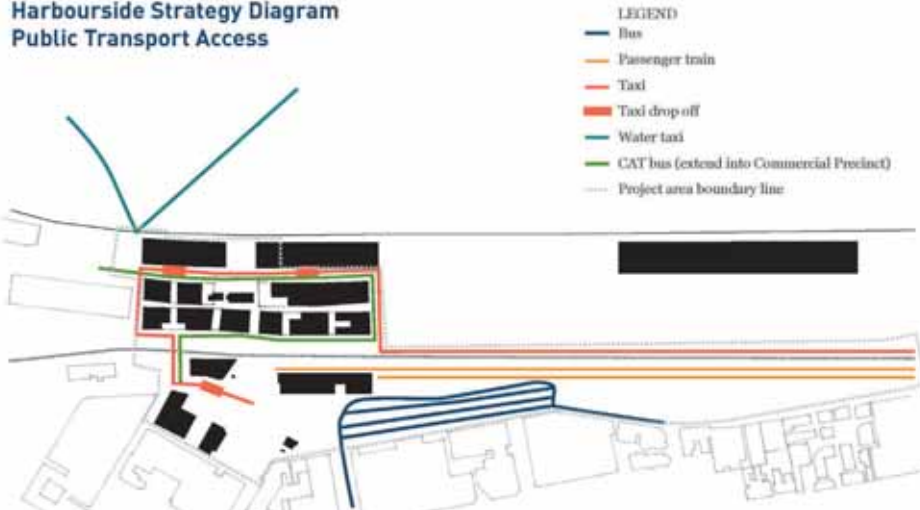 Harbourside Strategy Diagram
Public Transport Access
LEGEND
Bus
Passenger train
Taxi
Taxi drop off
Water taxi
CAT bus (extend into Commercial Precinct)
Project area boundary line